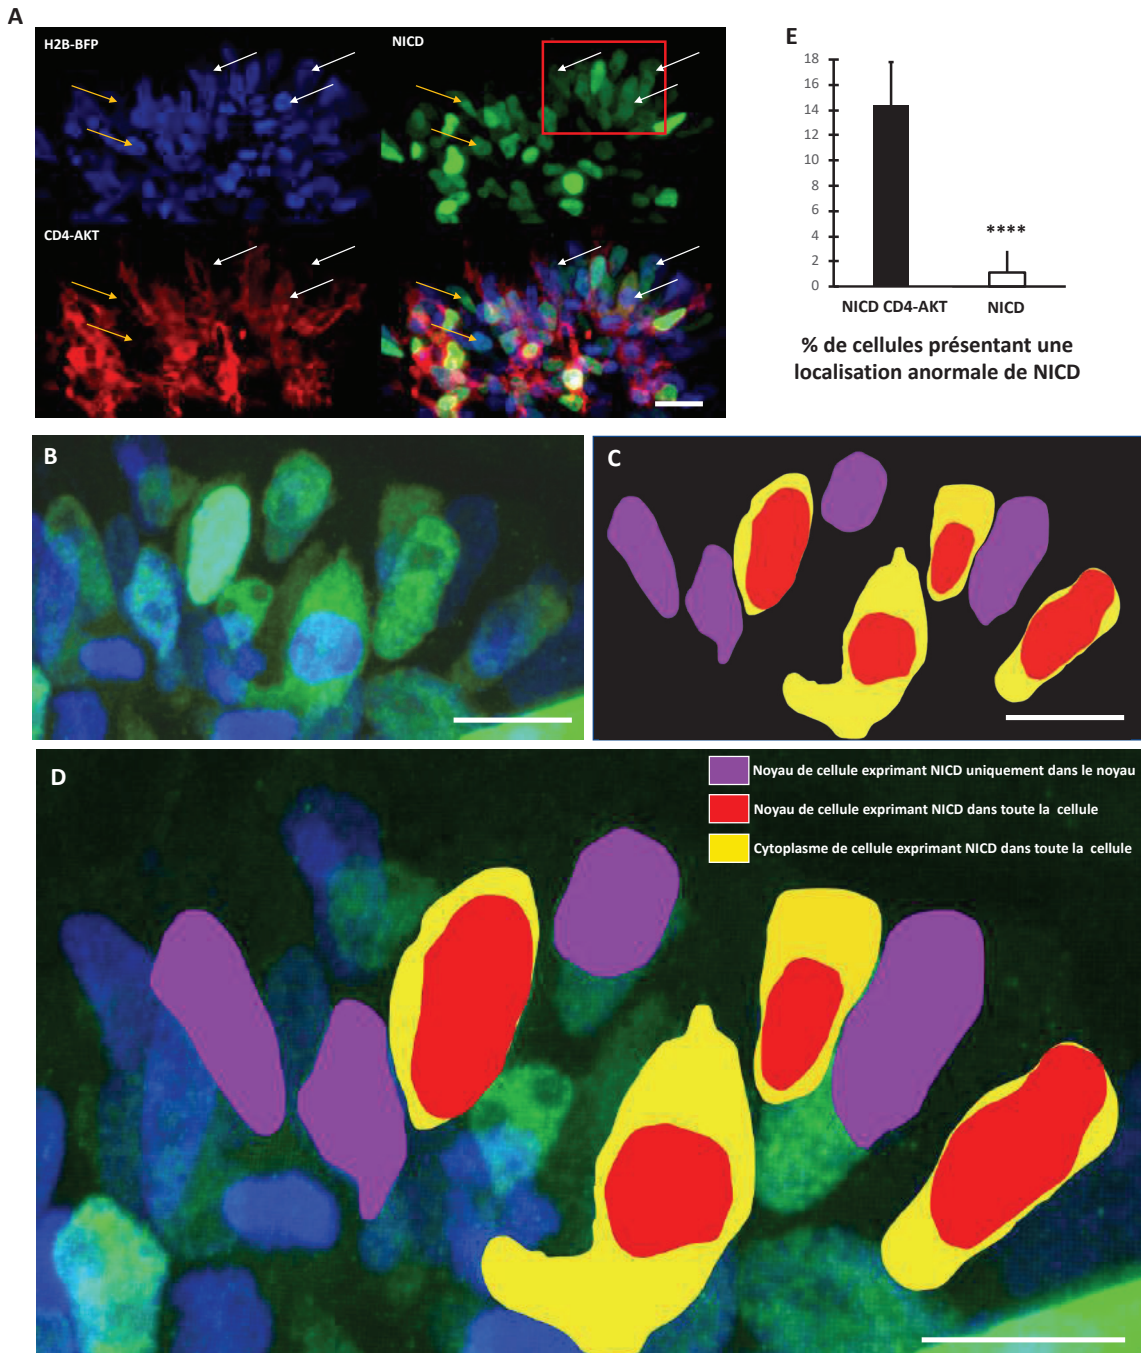 A
H2B-BFP
NICD
CD4-AKT
E
18
16
14
12
10
8
6
4
2
0
****
NICD CD4-AKT
NICD
% de cellules présentant une
localisation anormale de NICD
B
C
D
Noyau de cellule exprimant NICD uniquement dans le noyau
Noyau de cellule exprimant NICD dans toute la cellule
Cytoplasme de cellule exprimant NICD dans toute la cellule